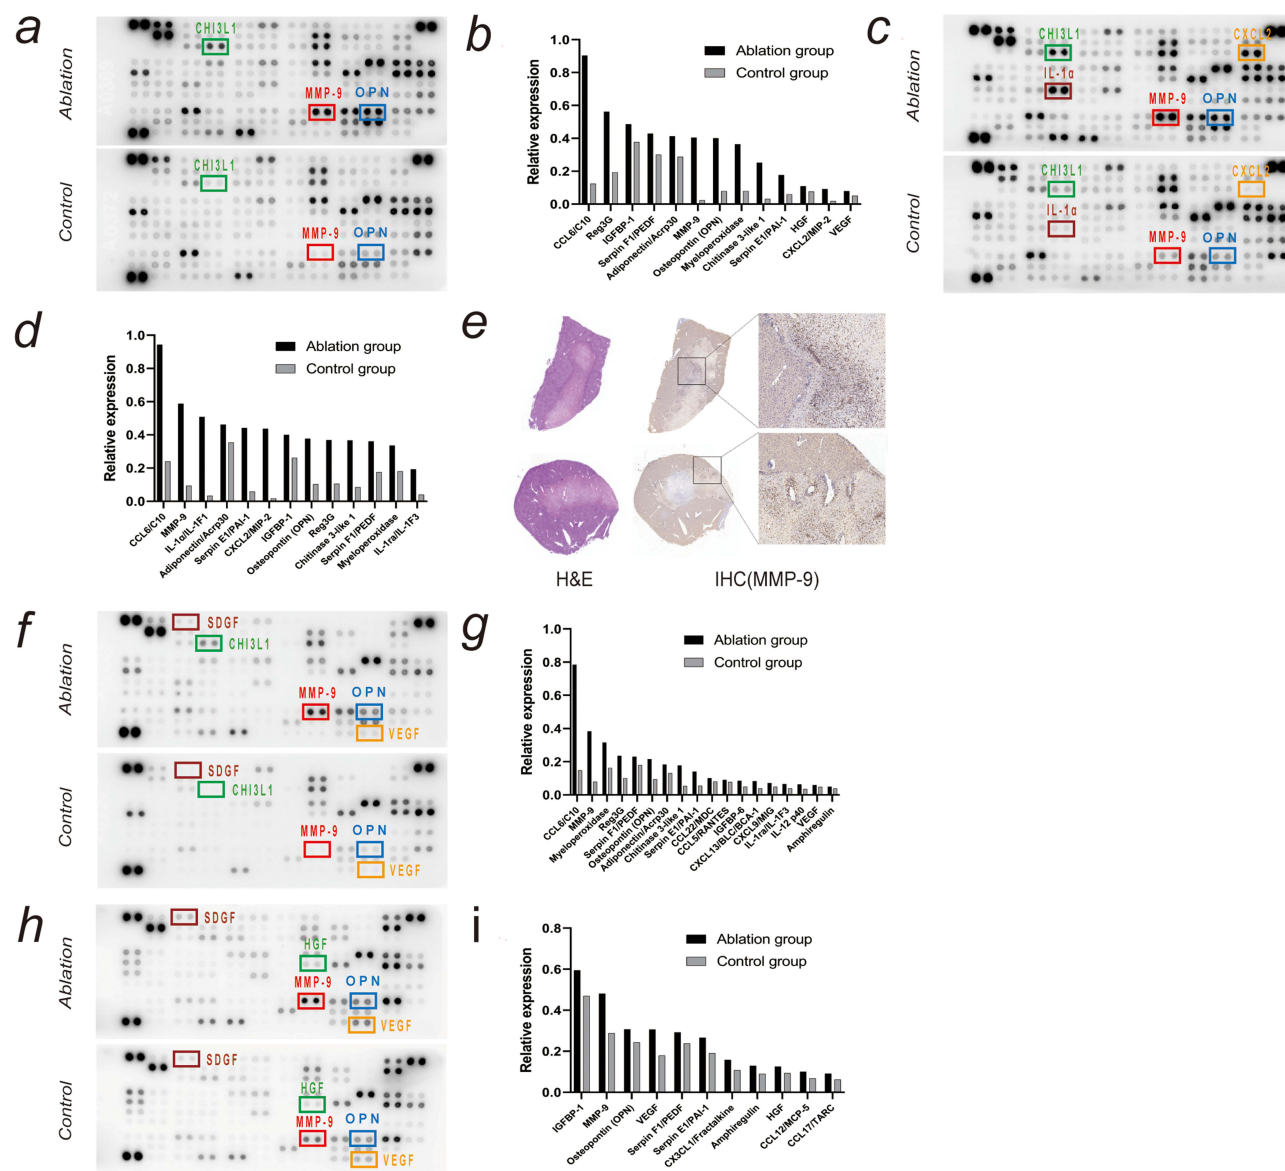 a
Ablation
Control
CHI3L1
MMP-9
OPN
CHI3L1
MMP-9
OPN
b
Relative expression
1.0
0.8
0.6
0.4
0.2
0.0
Ablation group
Control group
CCL6/C10
Reg3G
IGFBP-1
Serpin F1/PEDF
Adiponectin/Acrp30
MMP-9
Osteopontin (OPN)
Myeloperoxidase
Chitinase 3-like 1
Serpin E1/PAI-1
HGF
CXCL2/MIP-2
VEGF
c
Ablation
Control
CHI3L1
CXCL2
IL-1α
MMP-9
OPN
CHI3L1
CXCL2
IL-1α
MMP-9
OPN
d
Relative expression
1.0
0.8
0.6
0.4
0.2
0.0
Ablation group
Control group
CCL6/C10
MMP-9
IL-1α/IL-1F1
Adiponectin/Acrp30
Serpin E1/PAI-1
CXCL2/MIP-2
IGFBP-1
Osteopontin (OPN)
Reg3G
Chitinase 3-like 1
Serpin F1/PEDF
Myeloperoxidase
IL-1ra/IL-1F3
e
H&E
IHC(MMP-9)
f
Ablation
Control
SDGF
CHI3L1
MMP-9
OPN
VEGF
SDGF
CHI3L1
MMP-9
OPN
VEGF
g
Relative expression
1.0
0.8
0.6
0.4
0.2
0.0
Ablation group
Control group
CCL6/C10
MMP-9
Myeloperoxidase
Reg3G
Serpin F1/PEDF
Osteopontin (OPN)
Adiponectin/Acrp30
Chitinase 3-like 1
Serpin E1/PAI-1
CCL22/MDC
CCL5/RANTES
IGFBP-6
CXCL13/BLC/BCA-1
CXCL9/MIG
IL-1ra/IL-1F3
IL-12 p40
VEGF
Amphiregulin
h
Ablation
Control
SDGF
HGF
MMP-9
OPN
VEGF
SDGF
HGF
MMP-9
OPN
VEGF
i
Relative expression
0.8
0.6
0.4
0.2
0.0
Ablation group
Control group
IGFBP-1
MMP-9
Osteopontin (OPN)
VEGF
Serpin F1/PEDF
Serpin E1/PAI-1
CX3CL1/Fractalkine
Amphiregulin
HGF
CCL12/MCP-5
CCL17/TARC